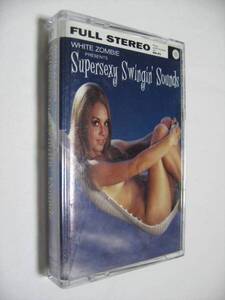 FULL STEREO
WHITE ZOMBIE
PRESENTS
Supersexy Swingin' Sounds